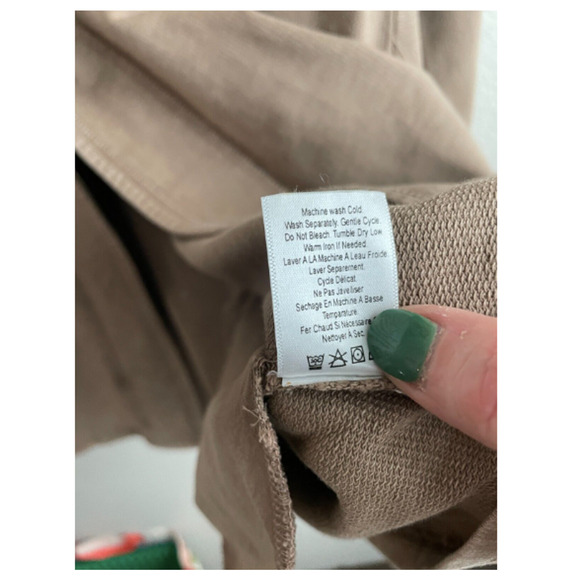 Machine wash Cold
Wash Separately, Gentle Cycle.
Do Not Bleach. Tumble Dry Low
Warm Iron If Needed.
Laver A LA Machine A Leau Froide.
Laver Separement.
Cycle Delicat.
Ne Pas Javelliser
Sechage En Machine A Basse
Temparature.
Fer Chaud Si Necessaire
Nettoyer A Sec